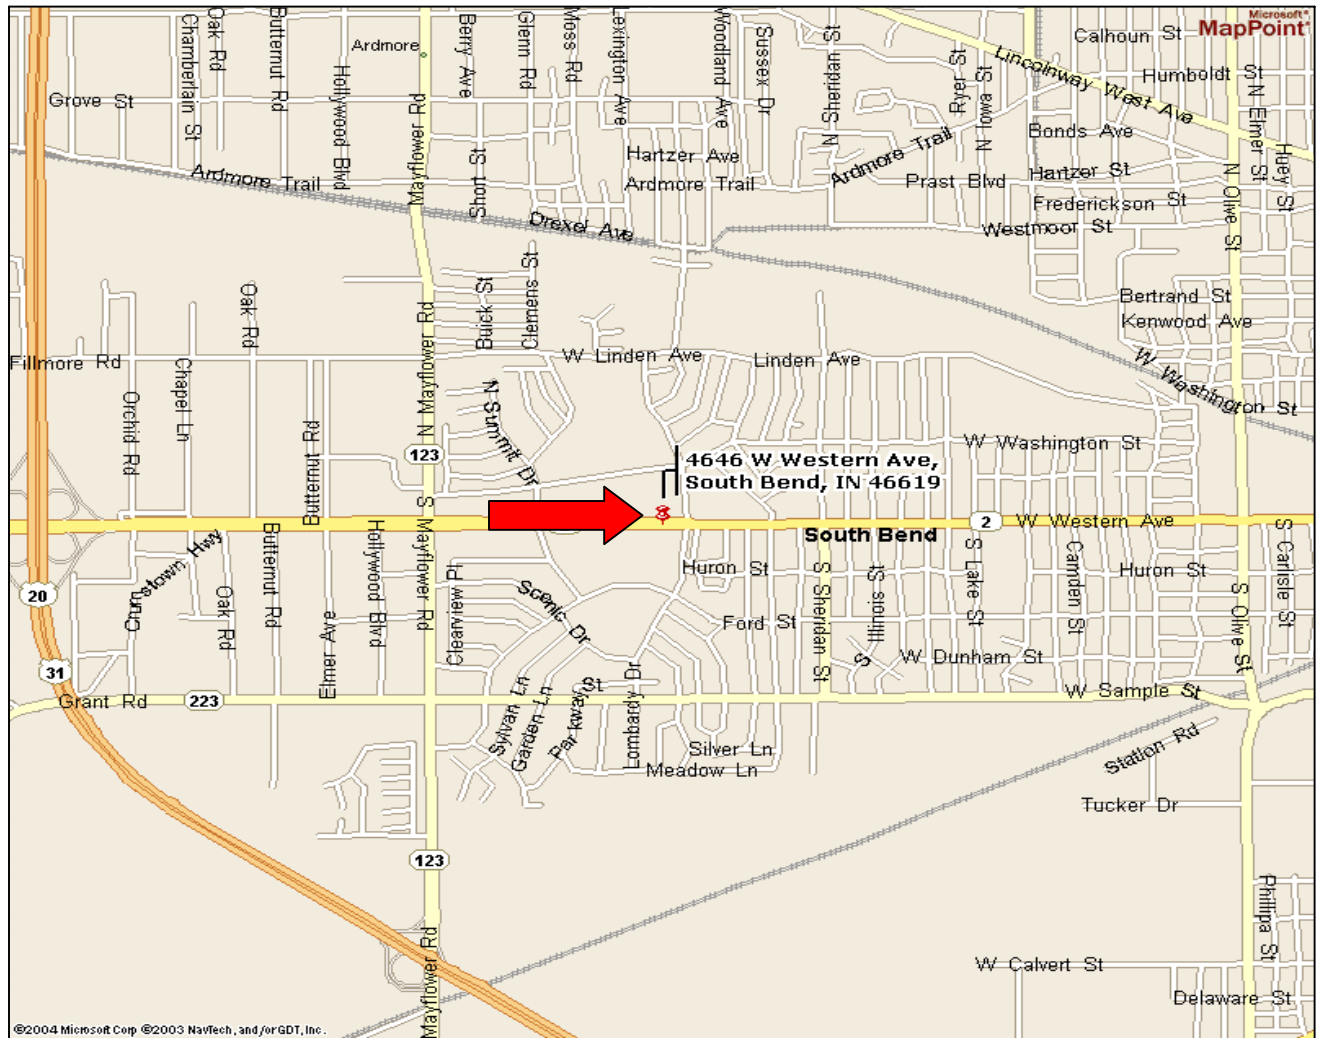 Microsoft®
MapPoint®
Calhoun St
Humboldt St
Lincolnway West Ave
N Elmer St
Huey St
Bonds Ave
Hartzer St
Frederickson St
Westmoor St
Bertrand St
Kenwood Ave
N Olive St
Ryer St
N Iowa St
N Sheridan St
Sussex Dr
Woodland Ave
Lexington Ave
Moss Rd
Glenn Rd
Berry Ave
Ardmore
Mayflower Rd
Hollywood Blvd
Butternut Rd
Oak Rd
Chamberlain St
Grove St
Ardmore Trail
Short St
Hartzer Ave
Ardmore Trail
Ardmore Trail
Prast Blvd
Drexel Ave
Oak Rd
Buick St
Clemens St
N Mayflower Rd
Fillmore Rd
Chapel Ln
Orchid Rd
Butternut Rd
W Linden Ave
Linden Ave
W Washington St
N Summit Dr
123
W Washington St
4646 W Western Ave,
South Bend, IN 46619
South Bend
2
W Western Ave
S Mayflower Rd
Hollywood Blvd
Butternut Rd
Oak Rd
Elmer Ave
Clearview Pl
Scenic Dr
Huron St
Ford St
S Sheridan St
S Illinois St
S Lake St
Camden St
Huron St
S Carlisle St
S Olive St
W Dunham St
W Sample St
20
31
Grant Rd
223
Sylvan Ln
Garden Ln
Parkway St
Lombardy Dr
Silver Ln
Meadow Ln
Station Rd
Tucker Dr
123
Mayflower Rd
Phillipa St
W Calvert St
Delaware St
©2004 Microsoft Corp ©2003 NavTech, and/or GDT, Inc.